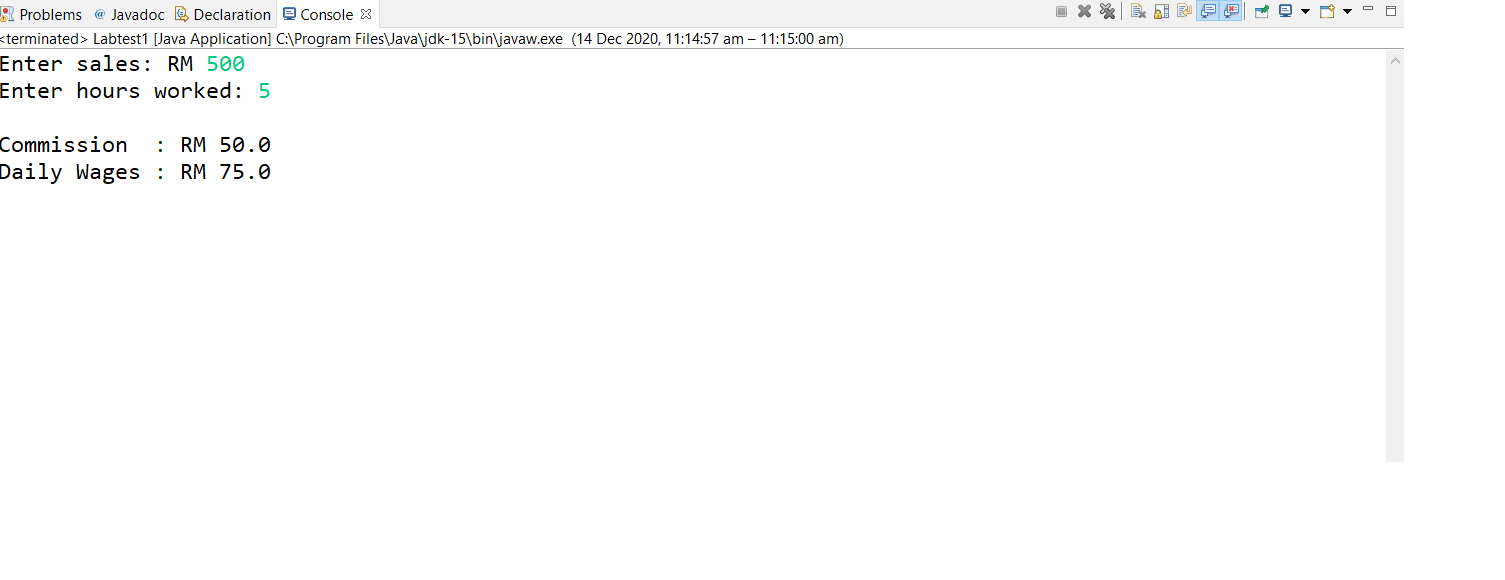 Problems @ Javadoc Declaration Console
<terminated> Labtest1 [Java Application] C:\Program Files\Java\jdk-15\bin\javaw.exe (14 Dec 2020, 11:14:57 am – 11:15:00 am)
Enter sales: RM 500
Enter hours worked: 5
Commission  : RM 50.0
Daily Wages : RM 75.0